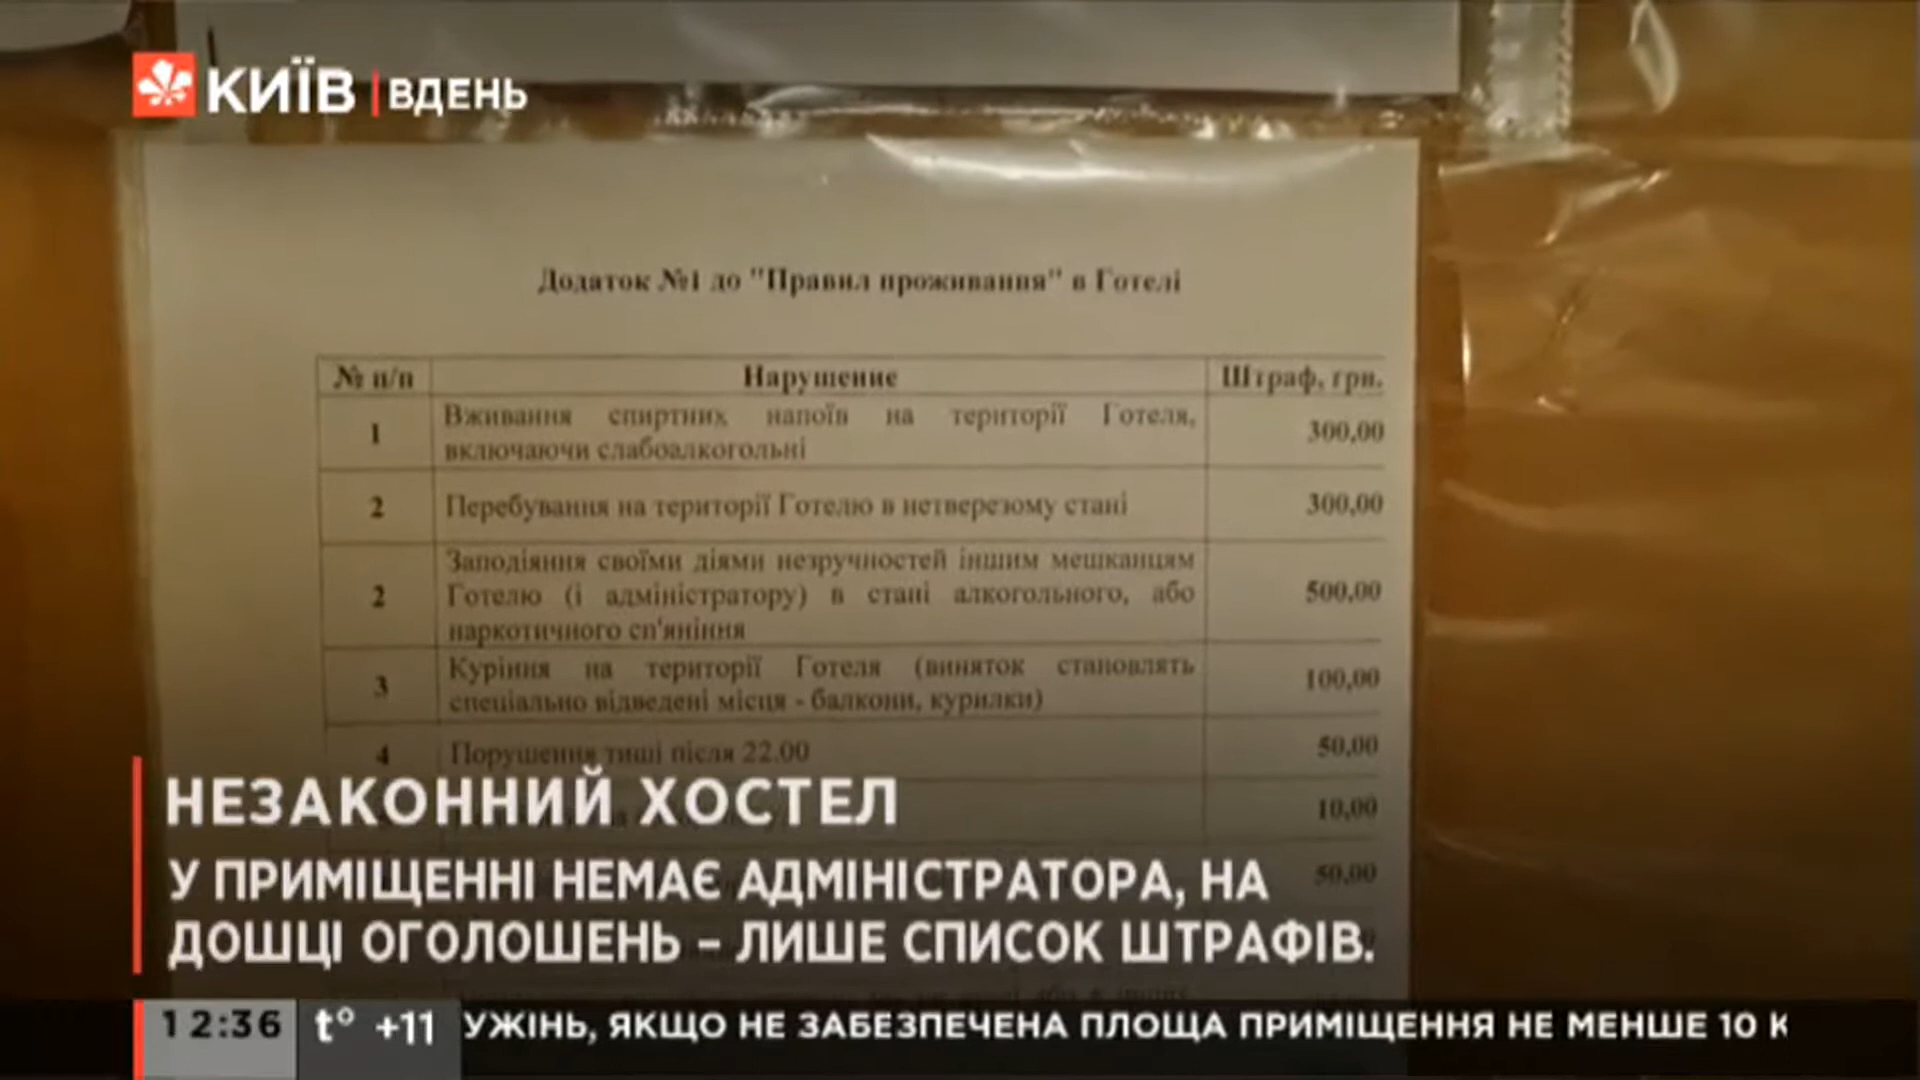 КИЇВ | ВДЕНЬ
Додаток №1 до "Правил проживання" в Готелі
№ п/п Нарушение Штраф, грн.
1 Вживання спиртних напоїв на території Готеля, 300,00
включаючи слабоалкогольні
2 Перебування на території Готелю в нетверезому стані 300,00
Заподіяння своїми діями незручностей іншим мешканцям
2 Готелю (і адміністратору) в стані алкогольного, або 500,00
наркотичного сп'яніння
3 Куріння на території Готеля (виняток становлять 100,00
спеціально відведені місця - балкони, курилки)
4 Порушення тиші після 22.00 50,00
10,00
50,00
НЕЗАКОННИЙ ХОСТЕЛ
У ПРИМІЩЕННІ НЕМАЄ АДМІНІСТРАТОРА, НА
ДОШЦІ ОГОЛОШЕНЬ – ЛИШЕ СПИСОК ШТРАФІВ.
12:36 t° +11 УЖІНЬ, ЯКЩО НЕ ЗАБЕЗПЕЧЕНА ПЛОЩА ПРИМІЩЕННЯ НЕ МЕНШЕ 10 К